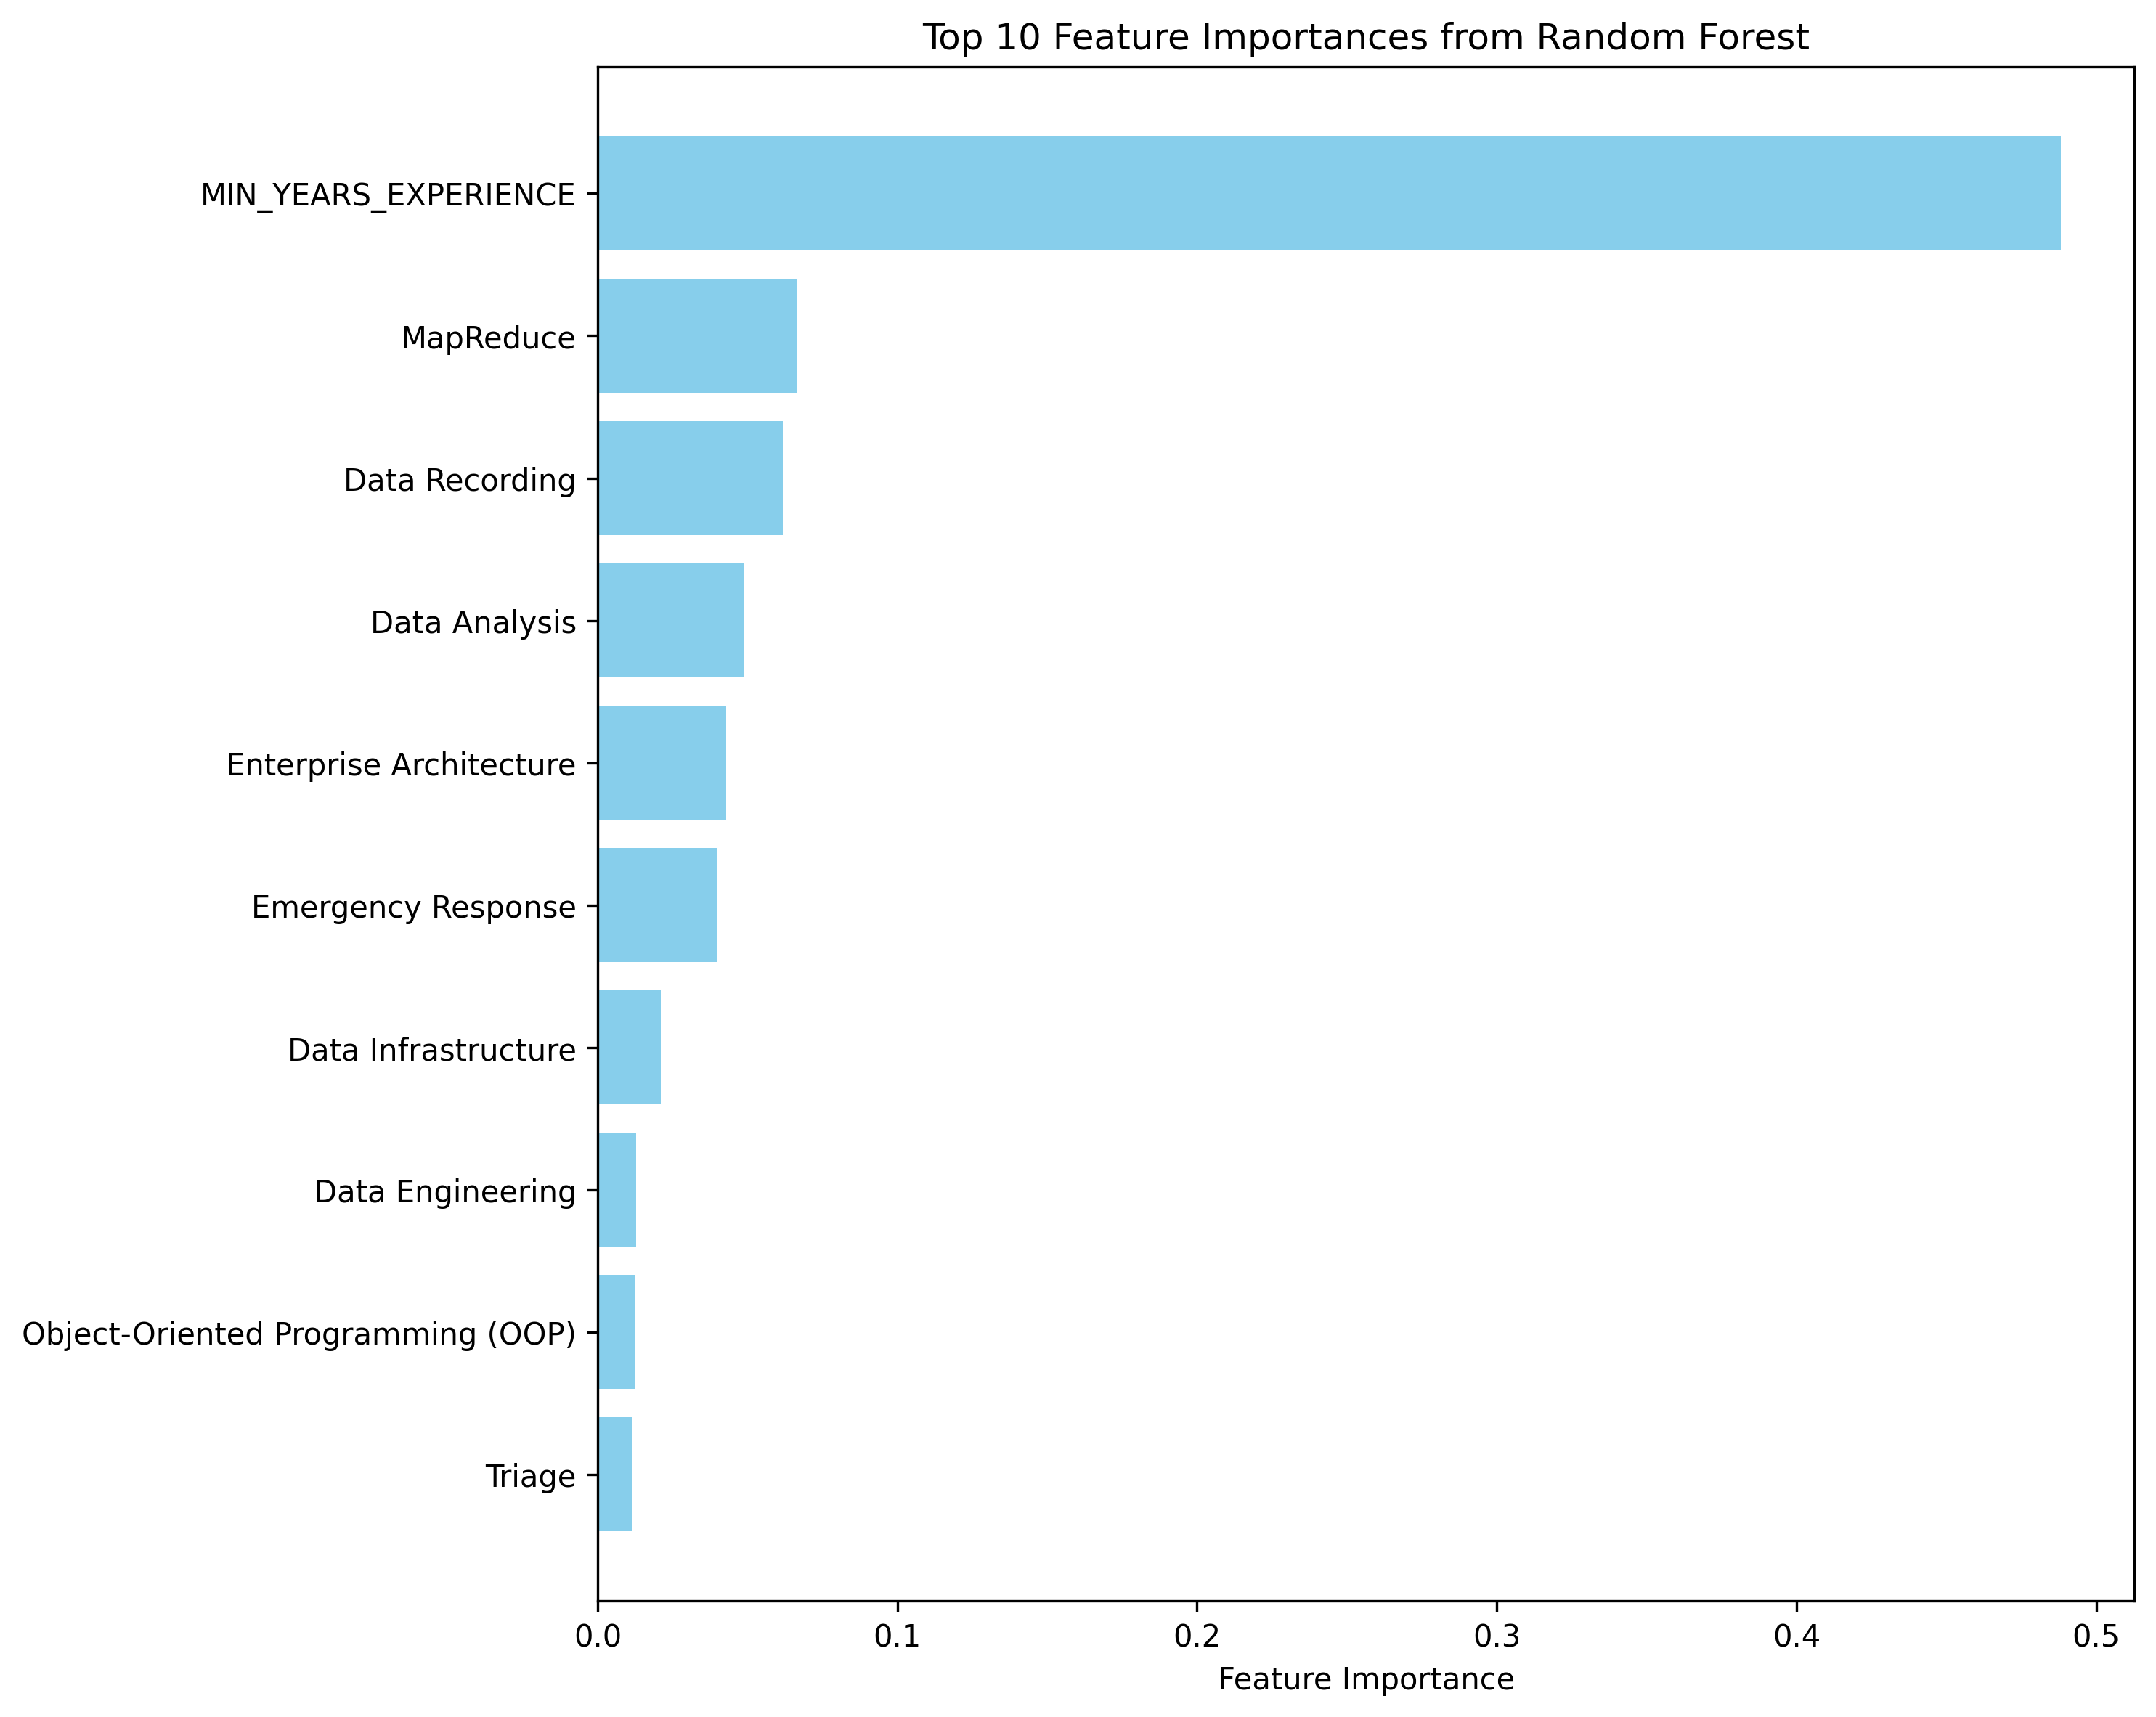 Top 10 Feature Importances from Random Forest
MIN_YEARS_EXPERIENCE
MapReduce
Data Recording
Data Analysis
Enterprise Architecture
Emergency Response
Data Infrastructure
Data Engineering
Object-Oriented Programming (OOP)
Triage
0.0 0.1 0.2 0.3 0.4 0.5
Feature Importance